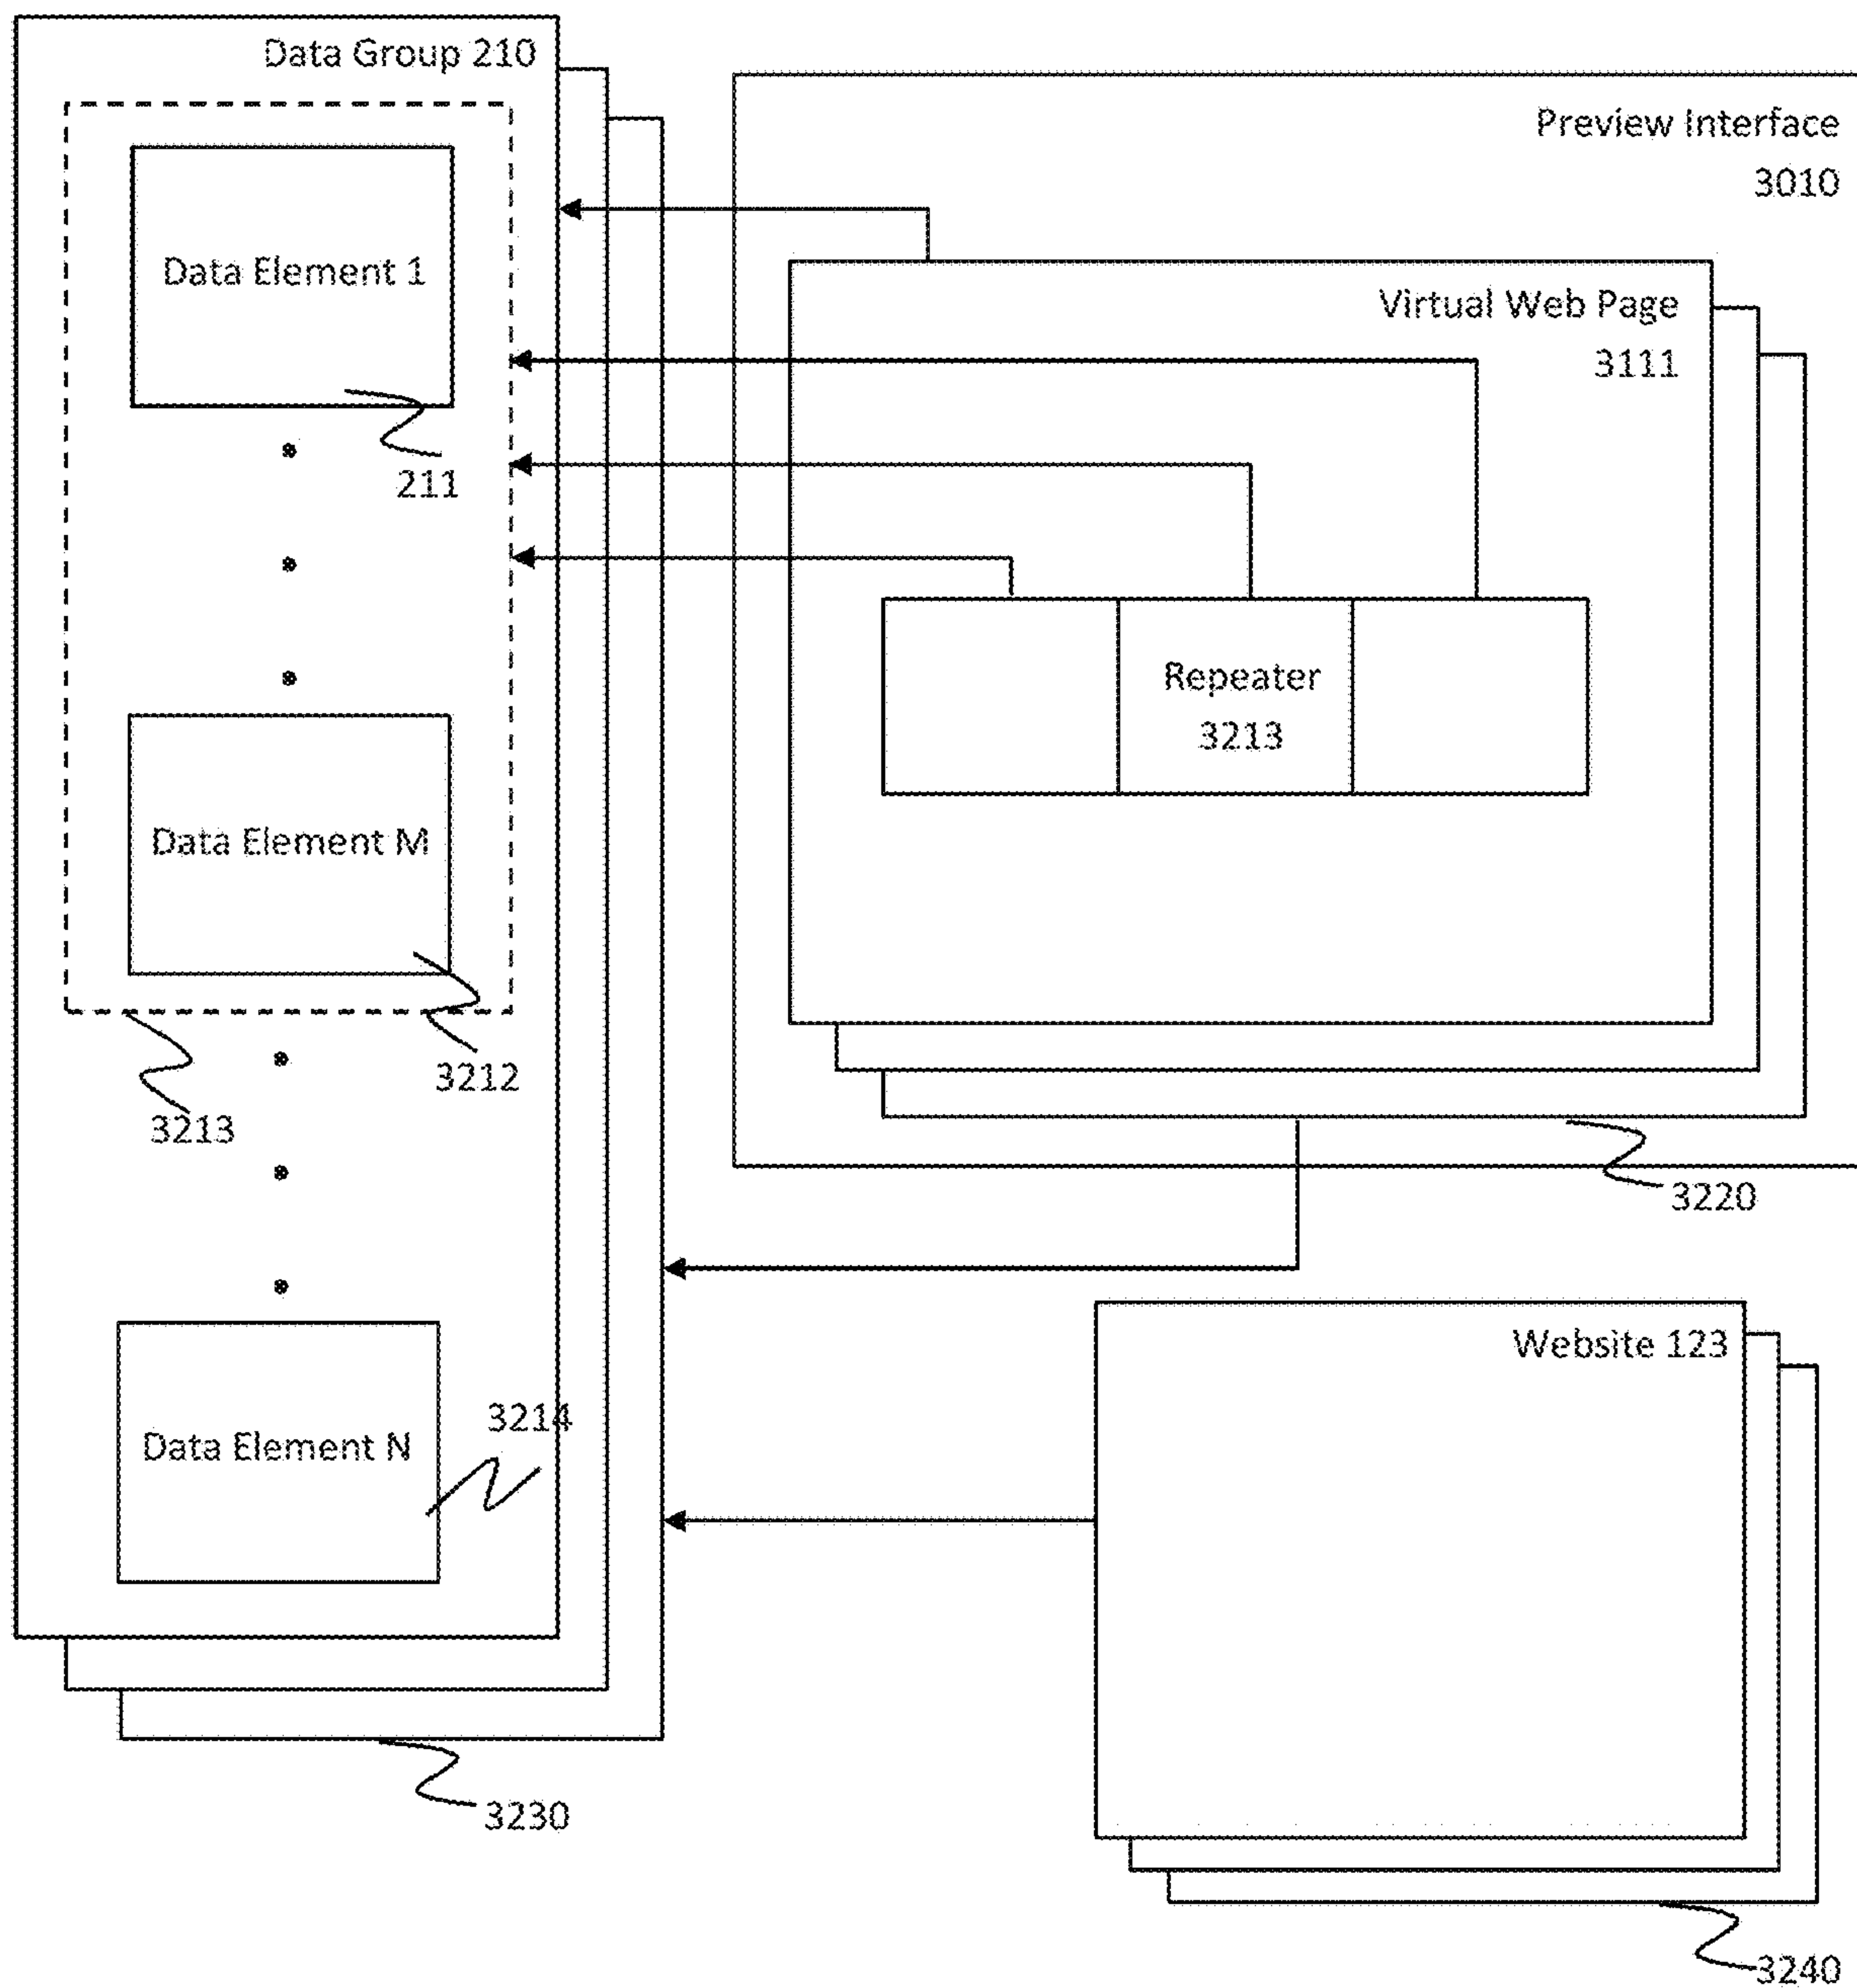 Data Group 210
Preview Interface
3010
Data Element 1
211
Virtual Web Page
3111
Repeater
3213
Data Element M
3212
3213
3220
Website 123
3214
Data Element N
3230
3240